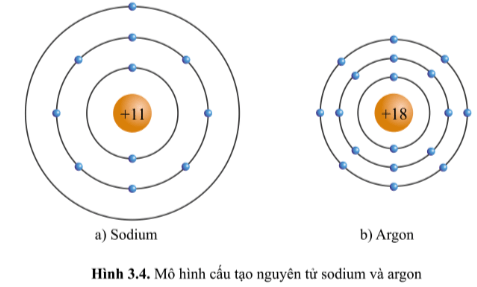 +11
+18
a) Sodium
b) Argon
Hình 3.4. Mô hình cấu tạo nguyên tử sodium và argon